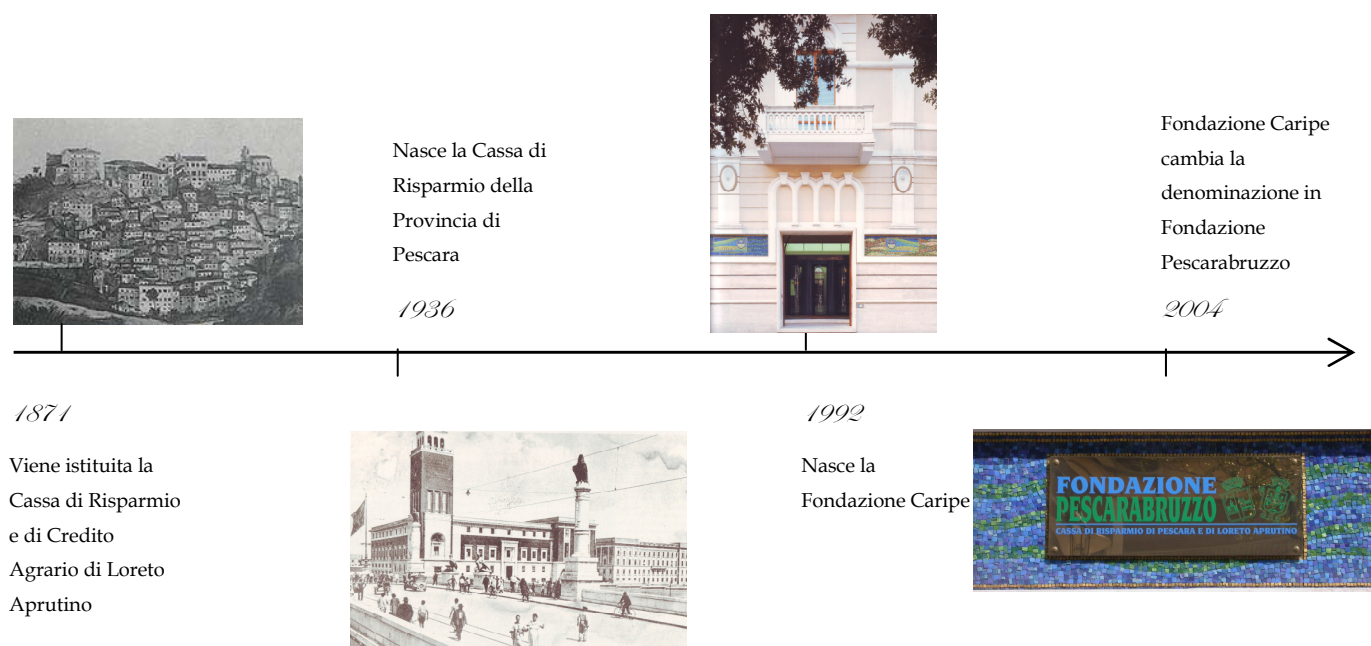 Nasce la Cassa di
Risparmio della
Provincia di
Pescara
1936
Fondazione Caripe
cambia la
denominazione in
Fondazione
Pescarabruzzo
2004
1871
Viene istituita la
Cassa di Risparmio
e di Credito
Agrario di Loreto
Aprutino
1992
Nasce la
Fondazione Caripe
FONDAZIONE
PESCARABRUZZO
CASSA DI RISPARMIO DI PESCARA E DI LORETO APRUTINO